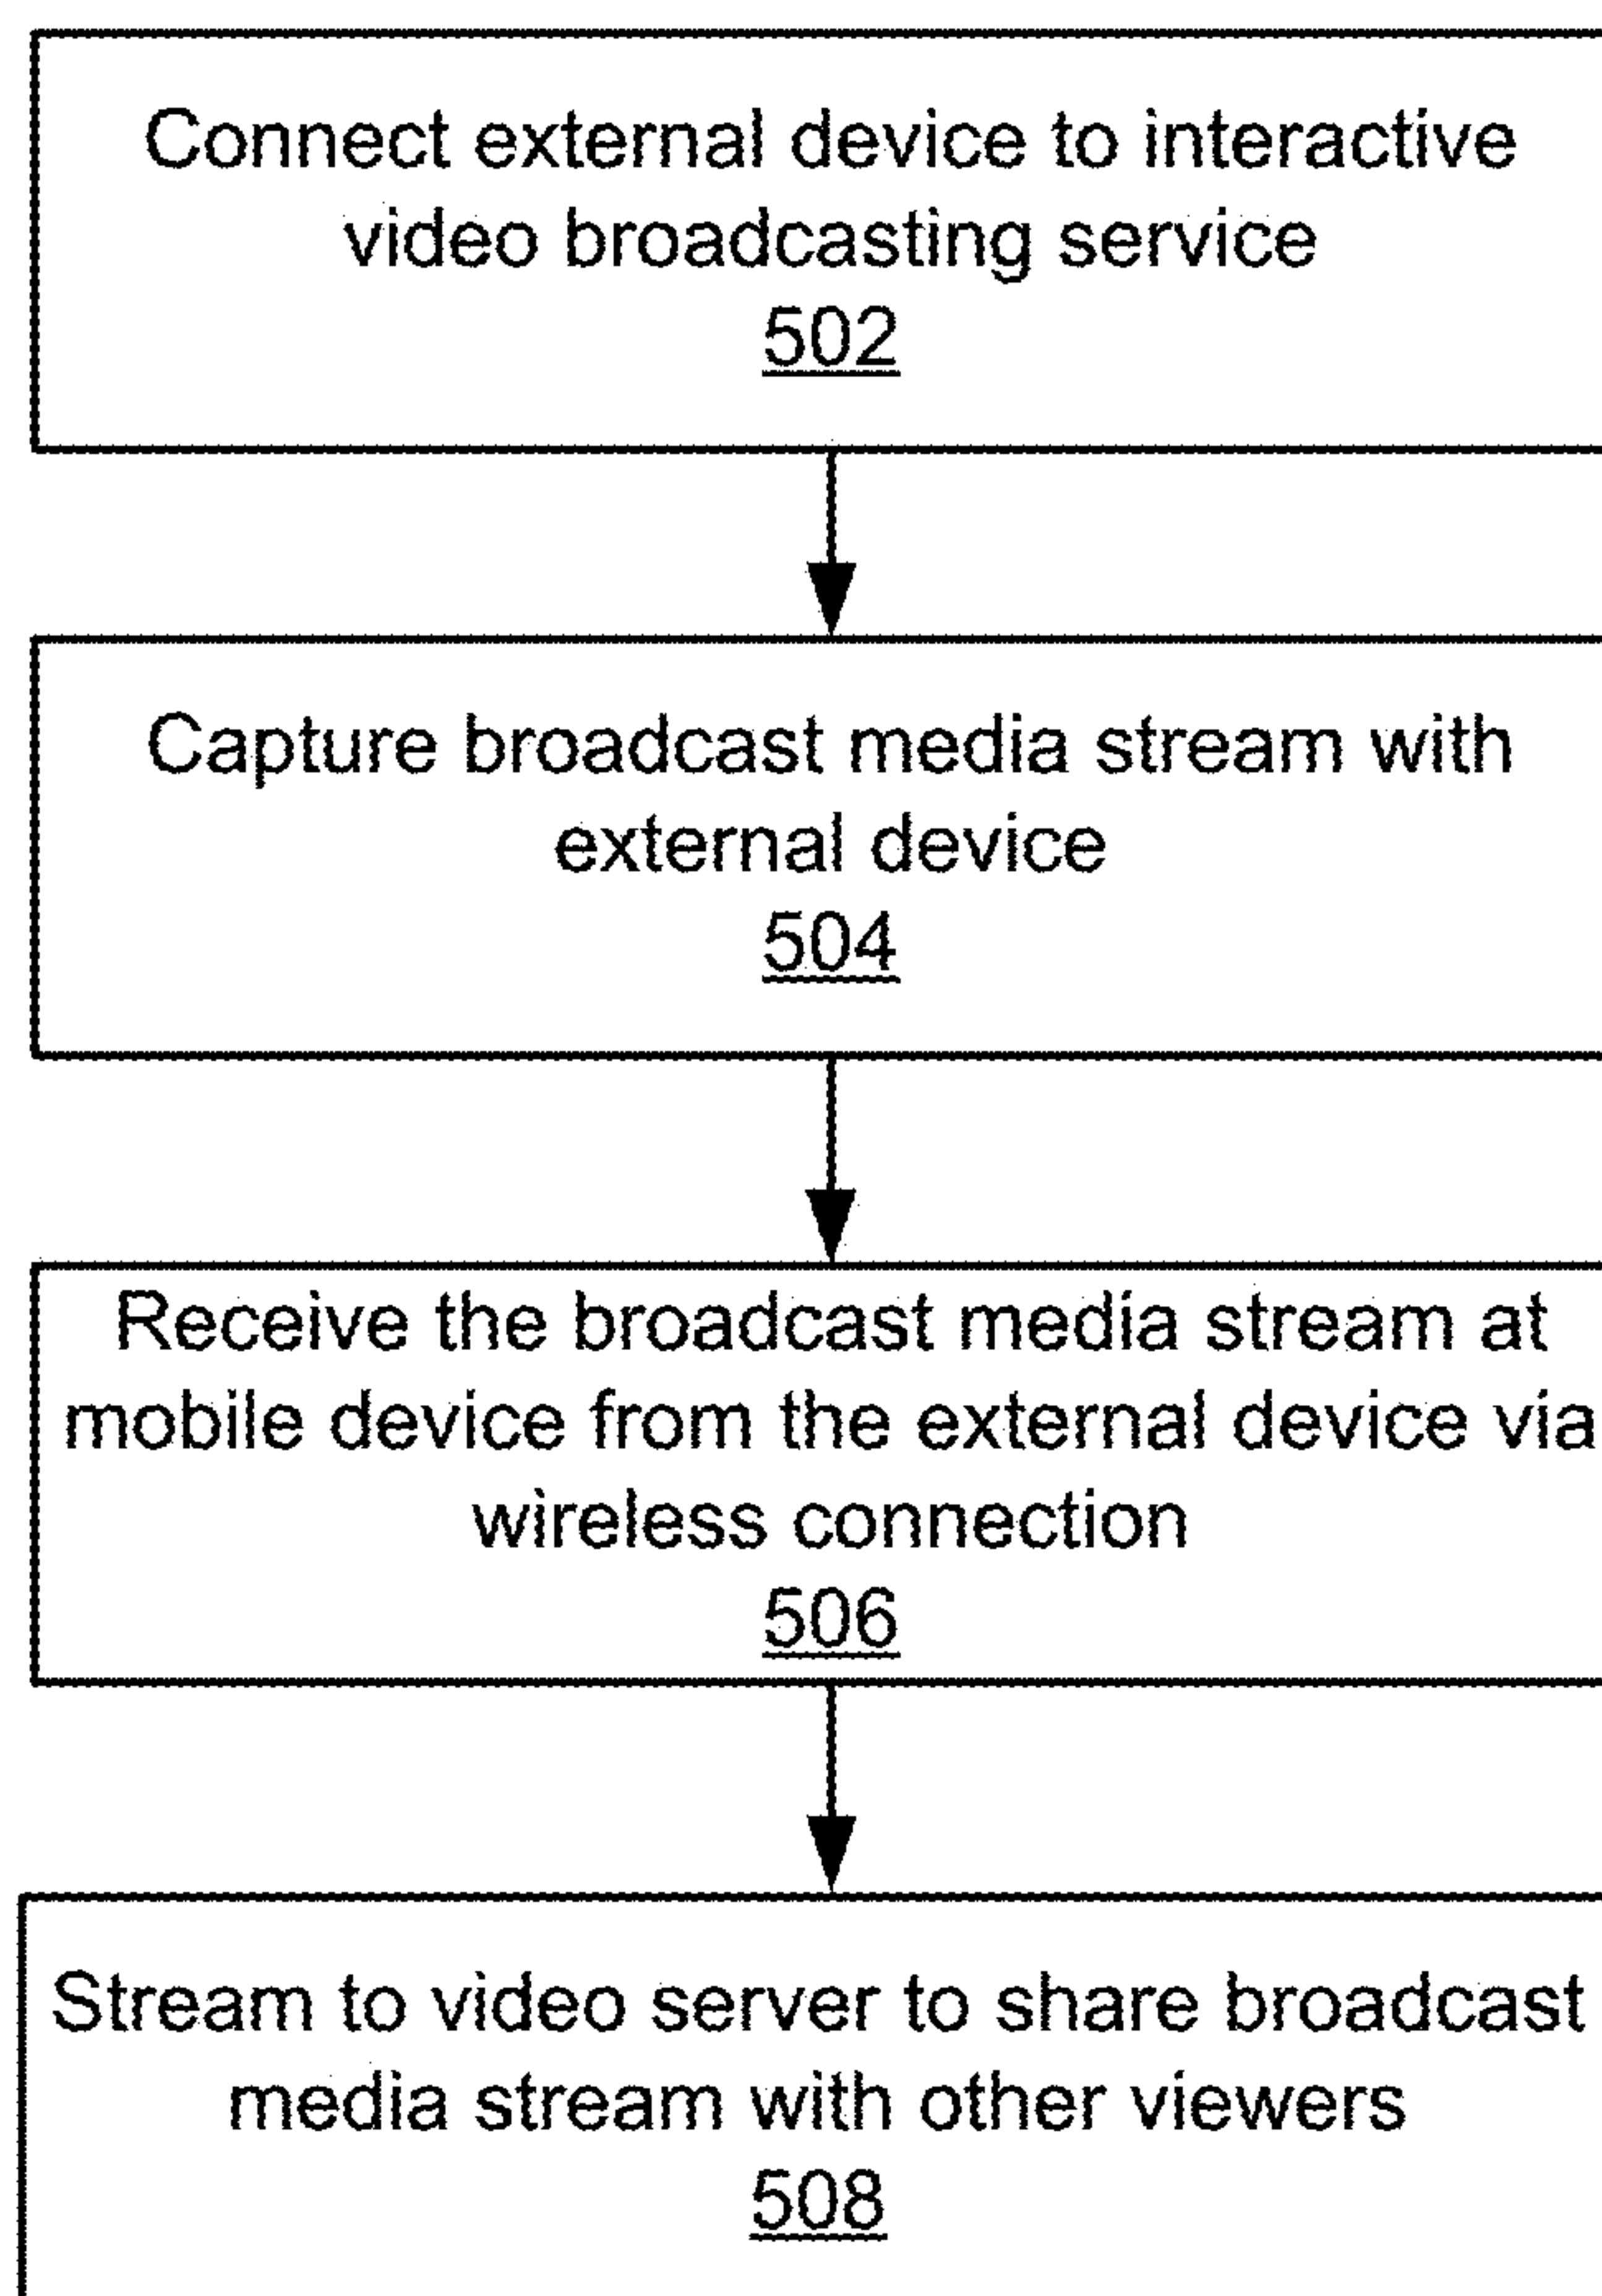 Connect external device to interactive
video broadcasting service
502
Capture broadcast media stream with
external device
504
Receive the broadcast media stream at
mobile device from the external device via
wireless connection
506
Stream to video server to share broadcast
media stream with other viewers
508